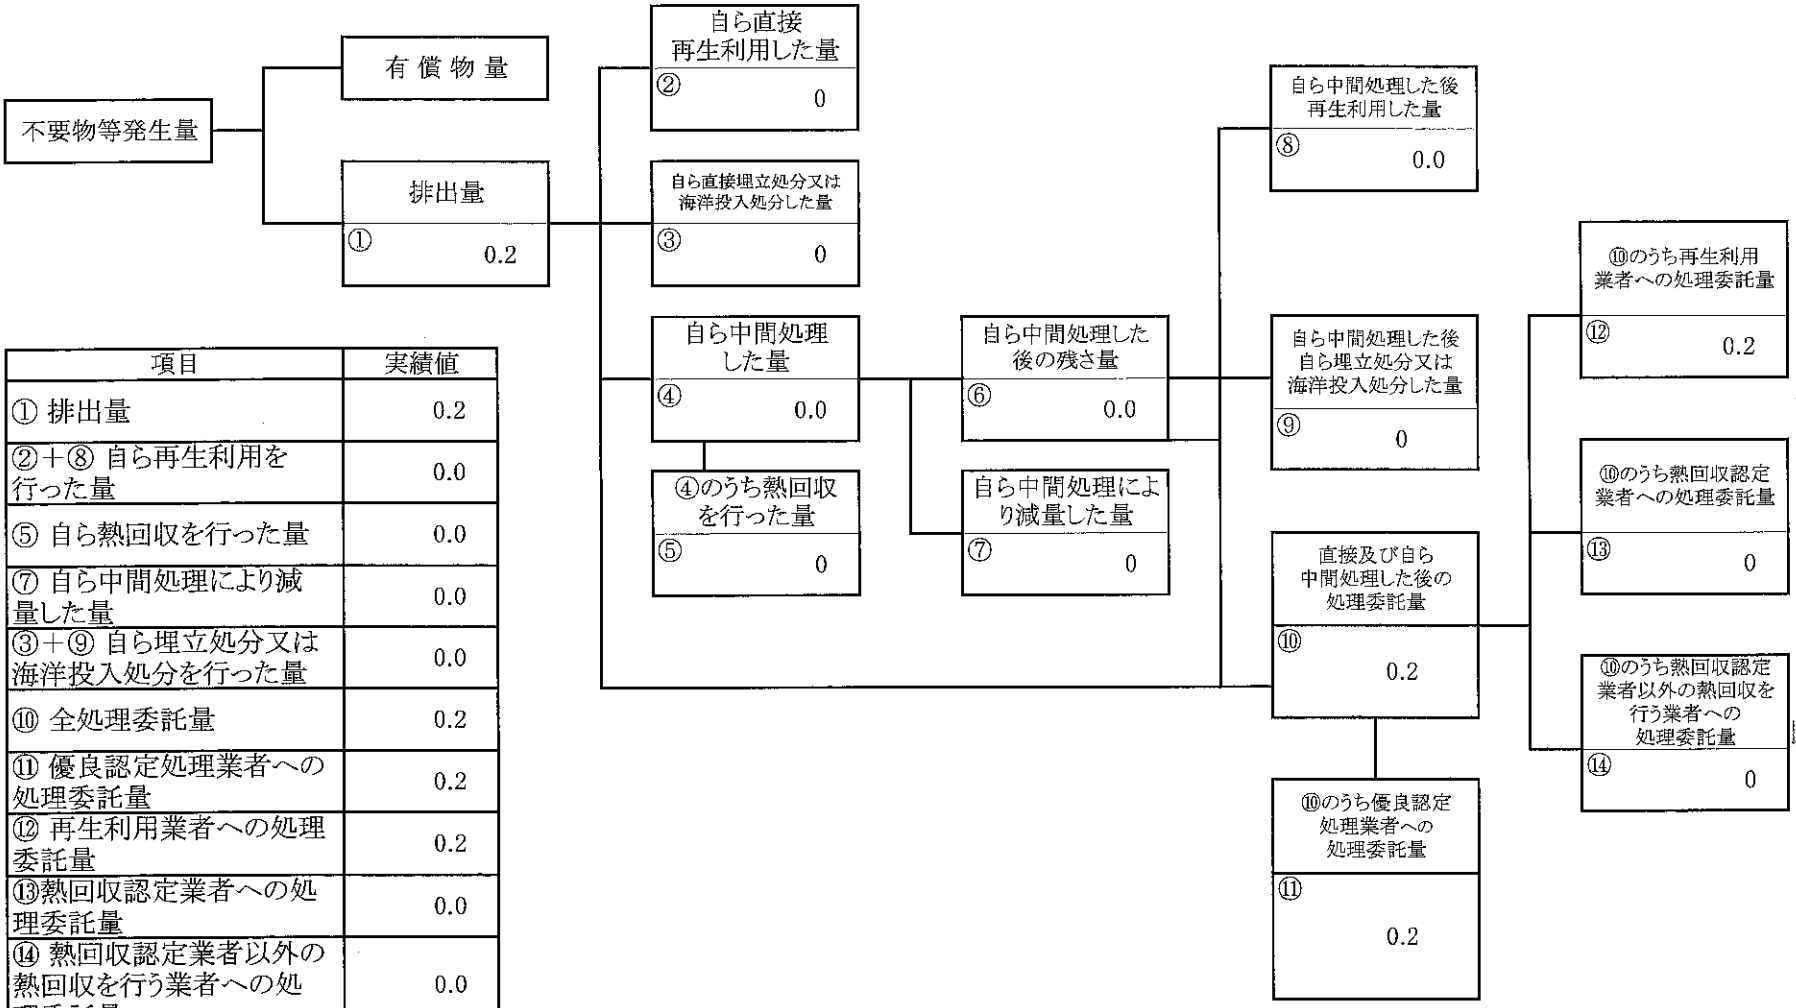 不要物等発生量
有償物量
排出量
①
0.2
自ら直接
再生利用した量
②
0
自ら直接埋立処分又は
海洋投入処分した量
③
0
自ら中間処理
した量
④
0.0
④のうち熱回収
を行った量
⑤
0
自ら中間処理した
後の残さ量
⑥
0.0
自ら中間処理によ
り減量した量
⑦
0
自ら中間処理した後
再生利用した量
⑧
0.0
自ら中間処理した後
自ら埋立処分又は
海洋投入処分した量
⑨
0
直接及び自ら
中間処理した後の
処理委託量
⑩
0.2
⑩のうち優良認定
処理業者への
処理委託量
⑪
0.2
⑩のうち再生利用
業者への処理委託量
⑫
0.2
⑩のうち熱回収認定
業者への処理委託量
⑬
0
⑩のうち熱回収認定
業者以外の熱回収を
行う業者への
処理委託量
⑭
0
項目 実績値
① 排出量 0.2
②+⑧ 自ら再生利用を
行った量 0.0
⑤ 自ら熱回収を行った量 0.0
⑦ 自ら中間処理により減
量した量 0.0
③+⑨ 自ら埋立処分又は
海洋投入処分を行った量 0.0
⑩ 全処理委託量 0.2
⑪ 優良認定処理業者への
処理委託量 0.2
⑫ 再生利用業者への処理
委託量 0.2
⑬熱回収認定業者への処
理委託量 0.0
⑭ 熱回収認定業者以外の
熱回収を行う業者への処 0.0